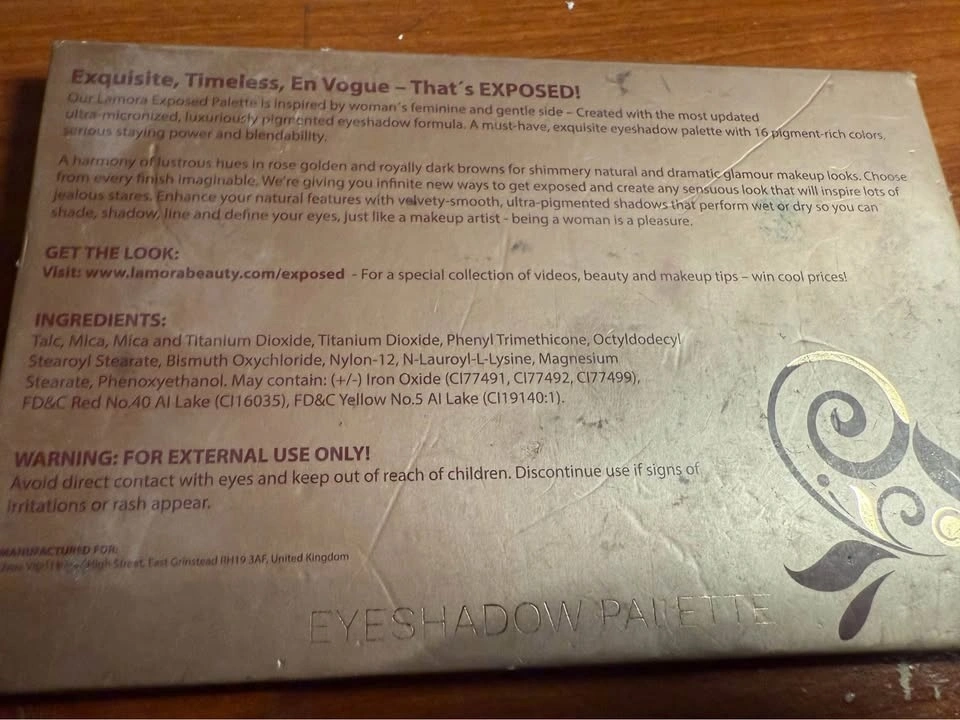 Exquisite, Timeless, En Vogue – That's EXPOSED!
Our Lamora Exposed Palette is inspired by woman's feminine and gentle side – Created with the most updated
ultra-micronized, luxuriously pigmented eyeshadow formula. A must-have, exquisite eyeshadow palette with 16 pigment-rich colors,
serious staying power and blendability.
A harmony of lustrous hues in rose golden and royally dark browns for shimmery natural and dramatic glamour makeup looks. Choose
from every finish imaginable. We're giving you infinite new ways to get exposed and create any sensuous look that will inspire lots of
jealous stares. Enhance your natural features with velvety-smooth, ultra-pigmented shadows that perform wet or dry so you can
shade, shadow, line and define your eyes, just like a makeup artist - being a woman is a pleasure.
GET THE LOOK:
Visit: www.lamorabeauty.com/exposed - For a special collection of videos, beauty and makeup tips – win cool prices!
INGREDIENTS:
Talc, Mica, Mica and Titanium Dioxide, Titanium Dioxide, Phenyl Trimethicone, Octyldodecyl
Stearoyl Stearate, Bismuth Oxychloride, Nylon-12, N-Lauroyl-L-Lysine, Magnesium
Stearate, Phenoxyethanol. May contain: (+/-) Iron Oxide (CI77491, CI77492, CI77499),
FD&C Red No.40 Al Lake (CI16035), FD&C Yellow No.5 Al Lake (CI19140:1).
WARNING: FOR EXTERNAL USE ONLY!
Avoid direct contact with eyes and keep out of reach of children. Discontinue use if signs of
irritations or rash appear.
MANUFACTURED FOR:
High Street, East Grinstead RH19 3AF, United Kingdom
EYESHADOW PALETTE